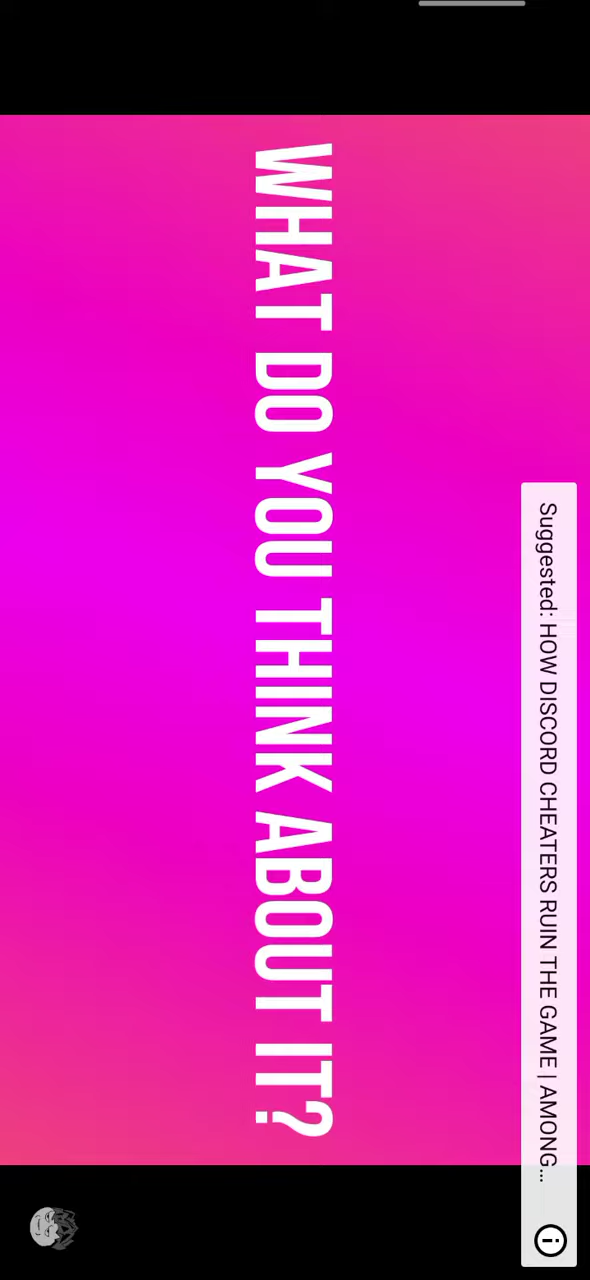 Suggested: HOW DISCORD CHEATERS RUIN THE GAME | AMONG...
WHAT DO YOU THINK ABOUT IT?